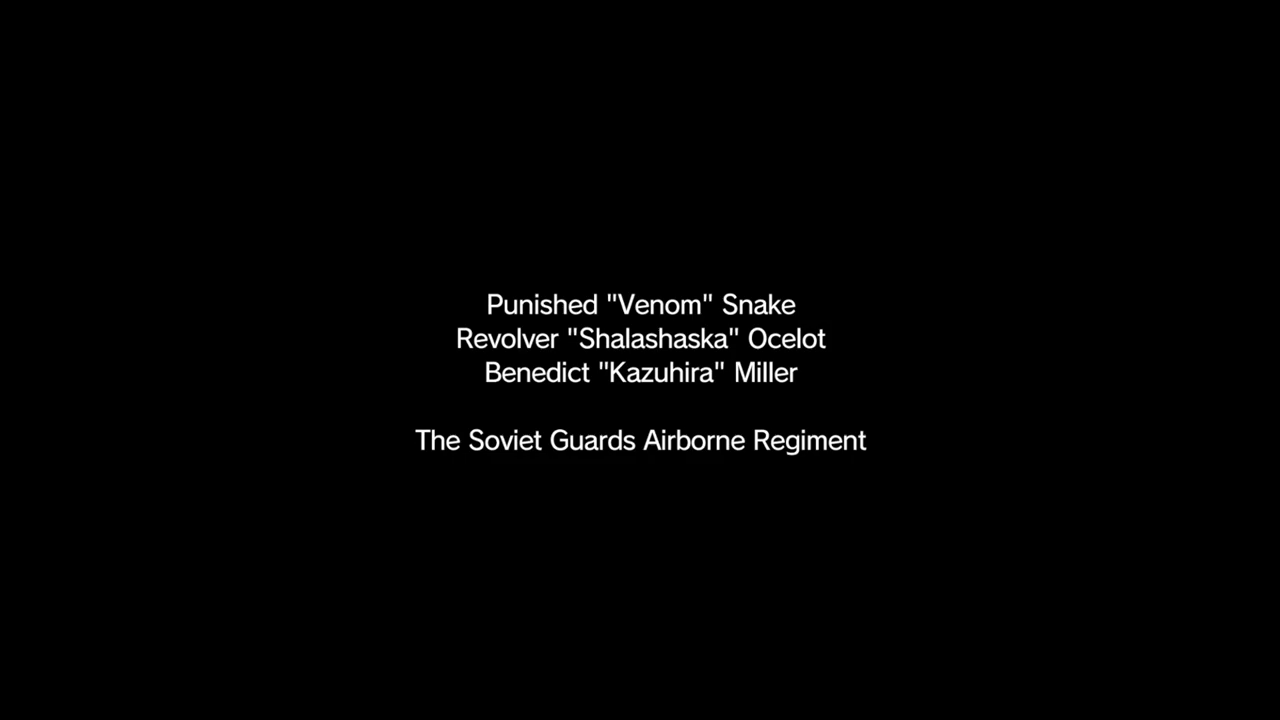 Punished "Venom" Snake
Revolver "Shalashaska" Ocelot
Benedict "Kazuhira" Miller
The Soviet Guards Airborne Regiment